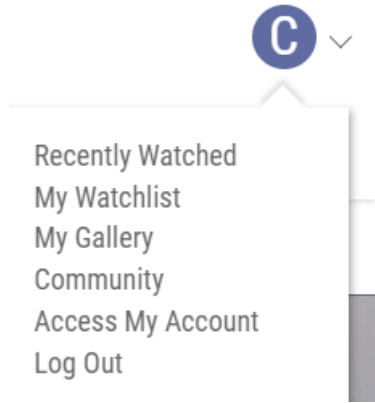 C
Recently Watched
My Watchlist
My Gallery
Community
Access My Account
Log Out